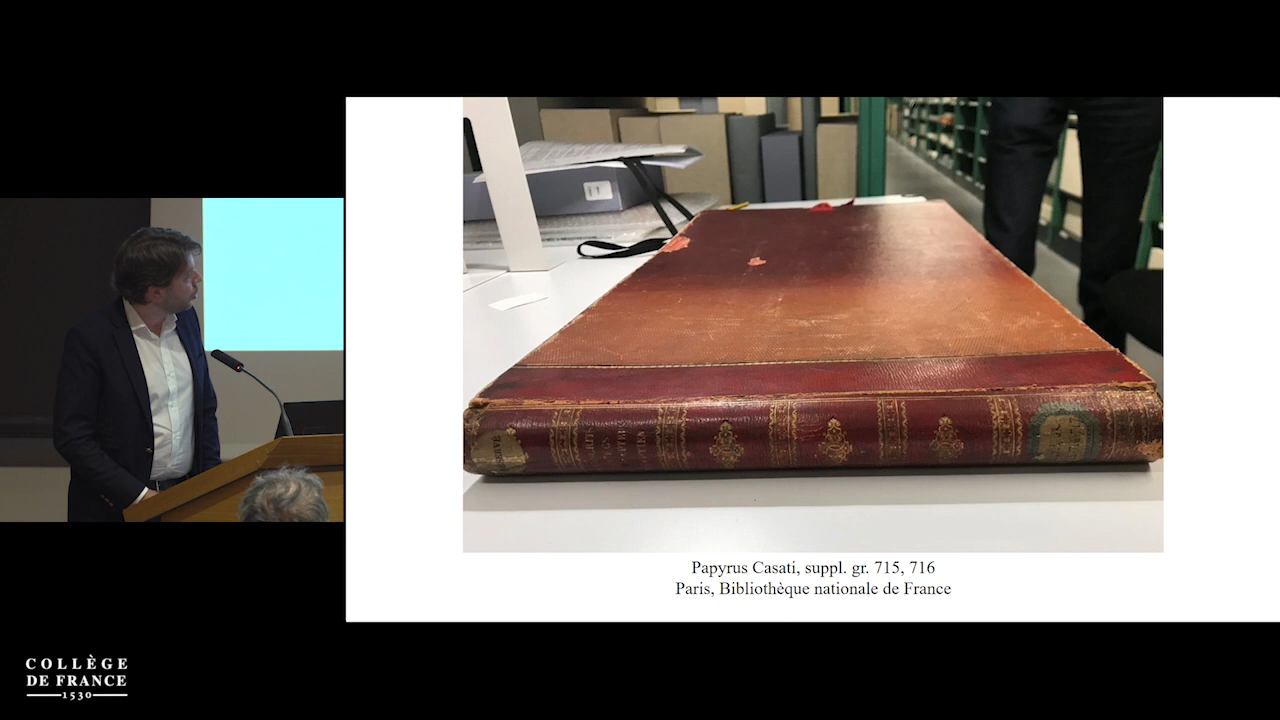 Papyrus Casati, suppl. gr. 715, 716
Paris, Bibliothèque nationale de France
COLLÈGE
DE FRANCE
1530